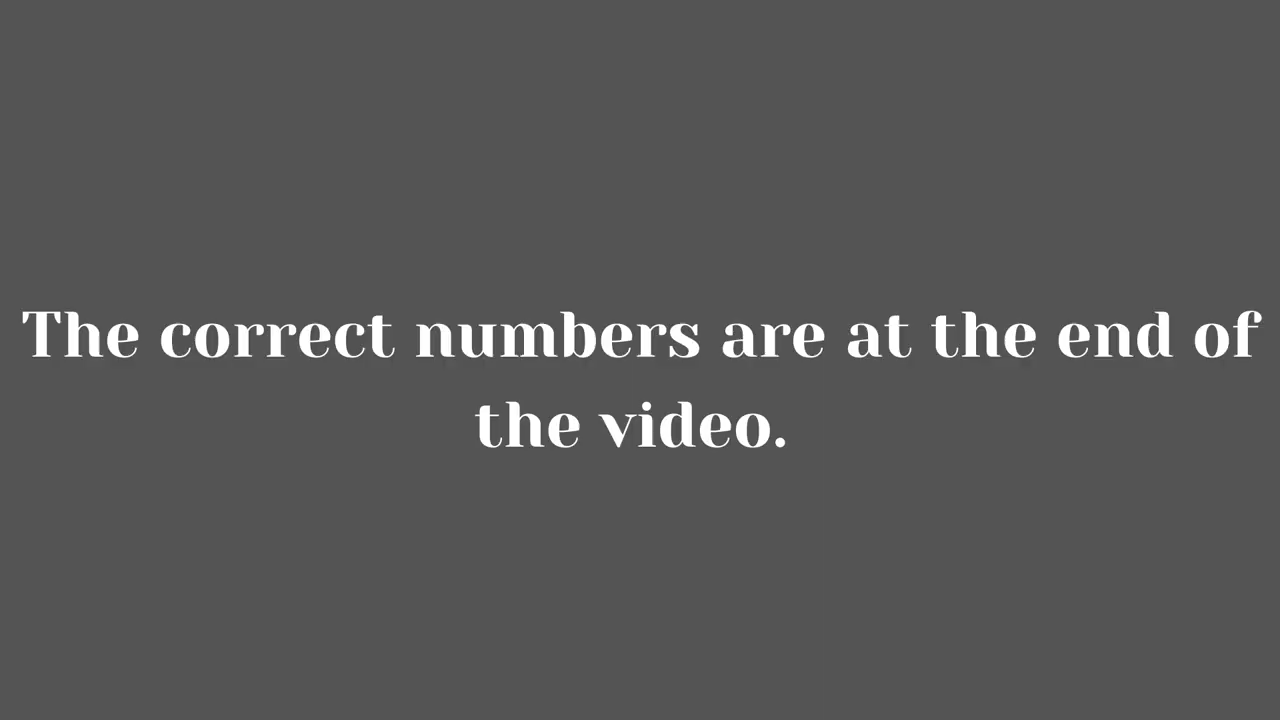 The correct numbers are at the end of
the video.